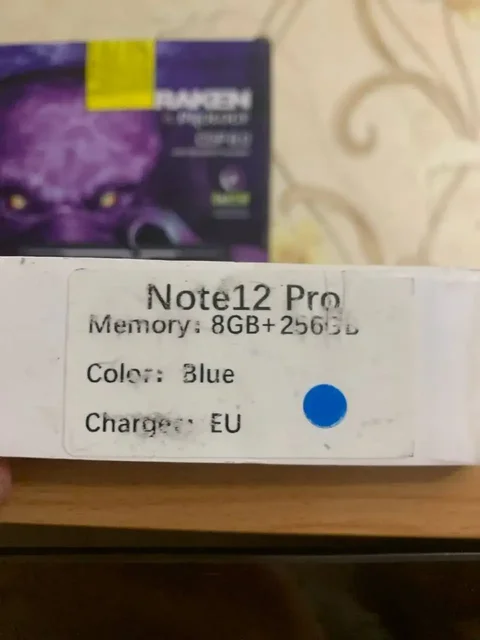 RAKEN
Note12 Pro
Memory: 8GB+256GB
Color: Blue
Charger: EU